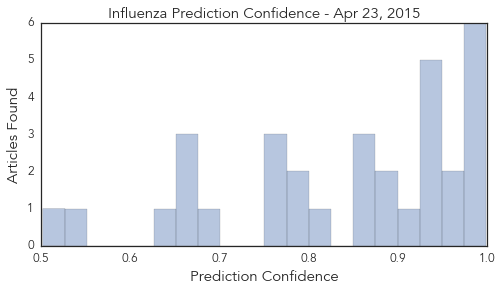 Influenza Prediction Confidence - Apr 23, 2015
Articles Found
6
5
4
3
2
1
0
0.5 0.6 0.7 0.8 0.9 1.0
Prediction Confidence